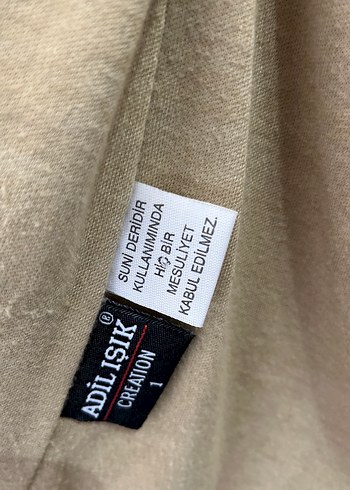 SUNİ DERİDİR
KULLANIMINDA
HİÇ BİR
MESULİYET
KABUL EDİLMEZ.
ADİL IŞIK®
CREATION
1